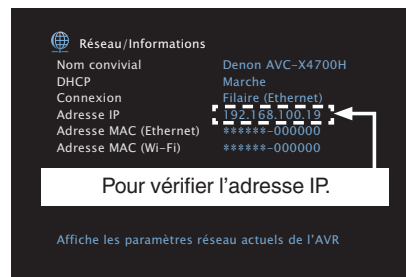 Réseau/Informations
Nom convivial Denon AVC-X4700H
DHCP Marche
Connexion Filaire (Ethernet)
Adresse IP 192.168.100.19
Adresse MAC (Ethernet) ******-000000
Adresse MAC (Wi-Fi) ******-000000
Pour vérifier l'adresse IP.
Affiche les paramètres réseau actuels de l'AVR